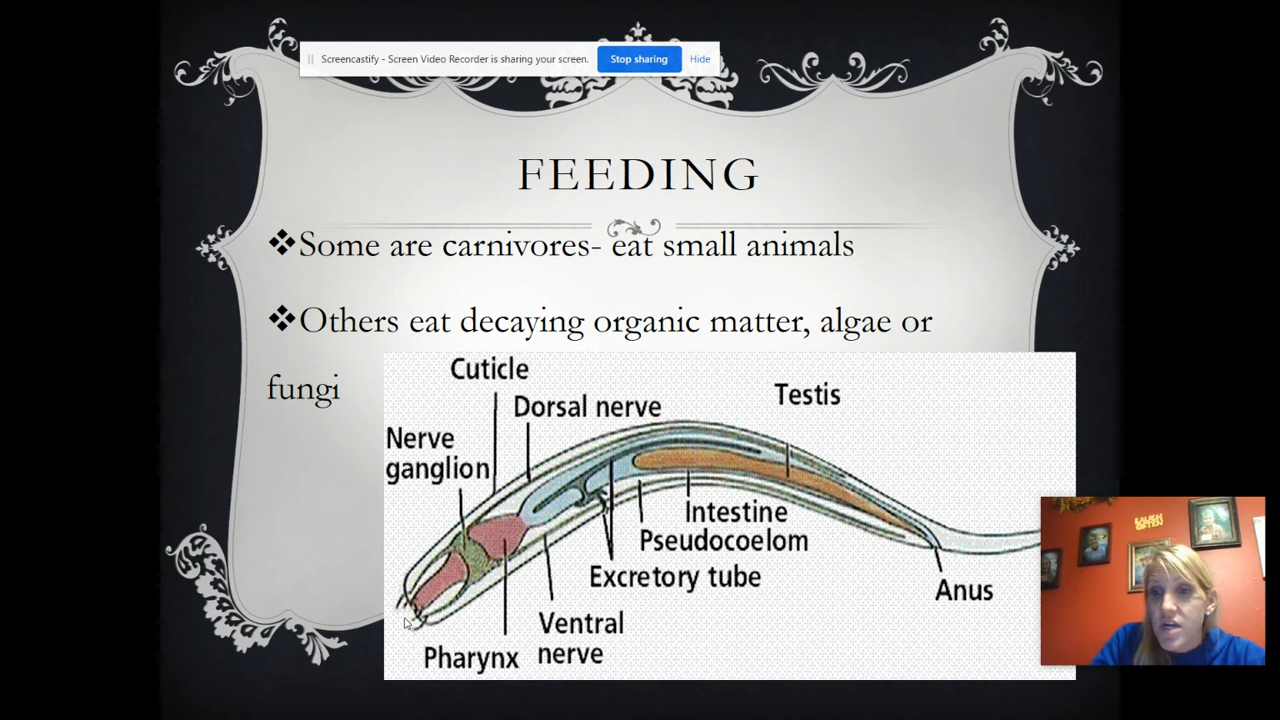 Screencastify - Screen Video Recorder is sharing your screen.
Stop sharing
Hide
FEEDING
❖Some are carnivores- eat small animals
❖Others eat decaying organic matter, algae or
fungi
Cuticle
Dorsal nerve
Testis
Nerve
ganglion
Intestine
Pseudocoelom
Excretory tube
Anus
Ventral
nerve
Pharynx
LAUGH
OFTEN